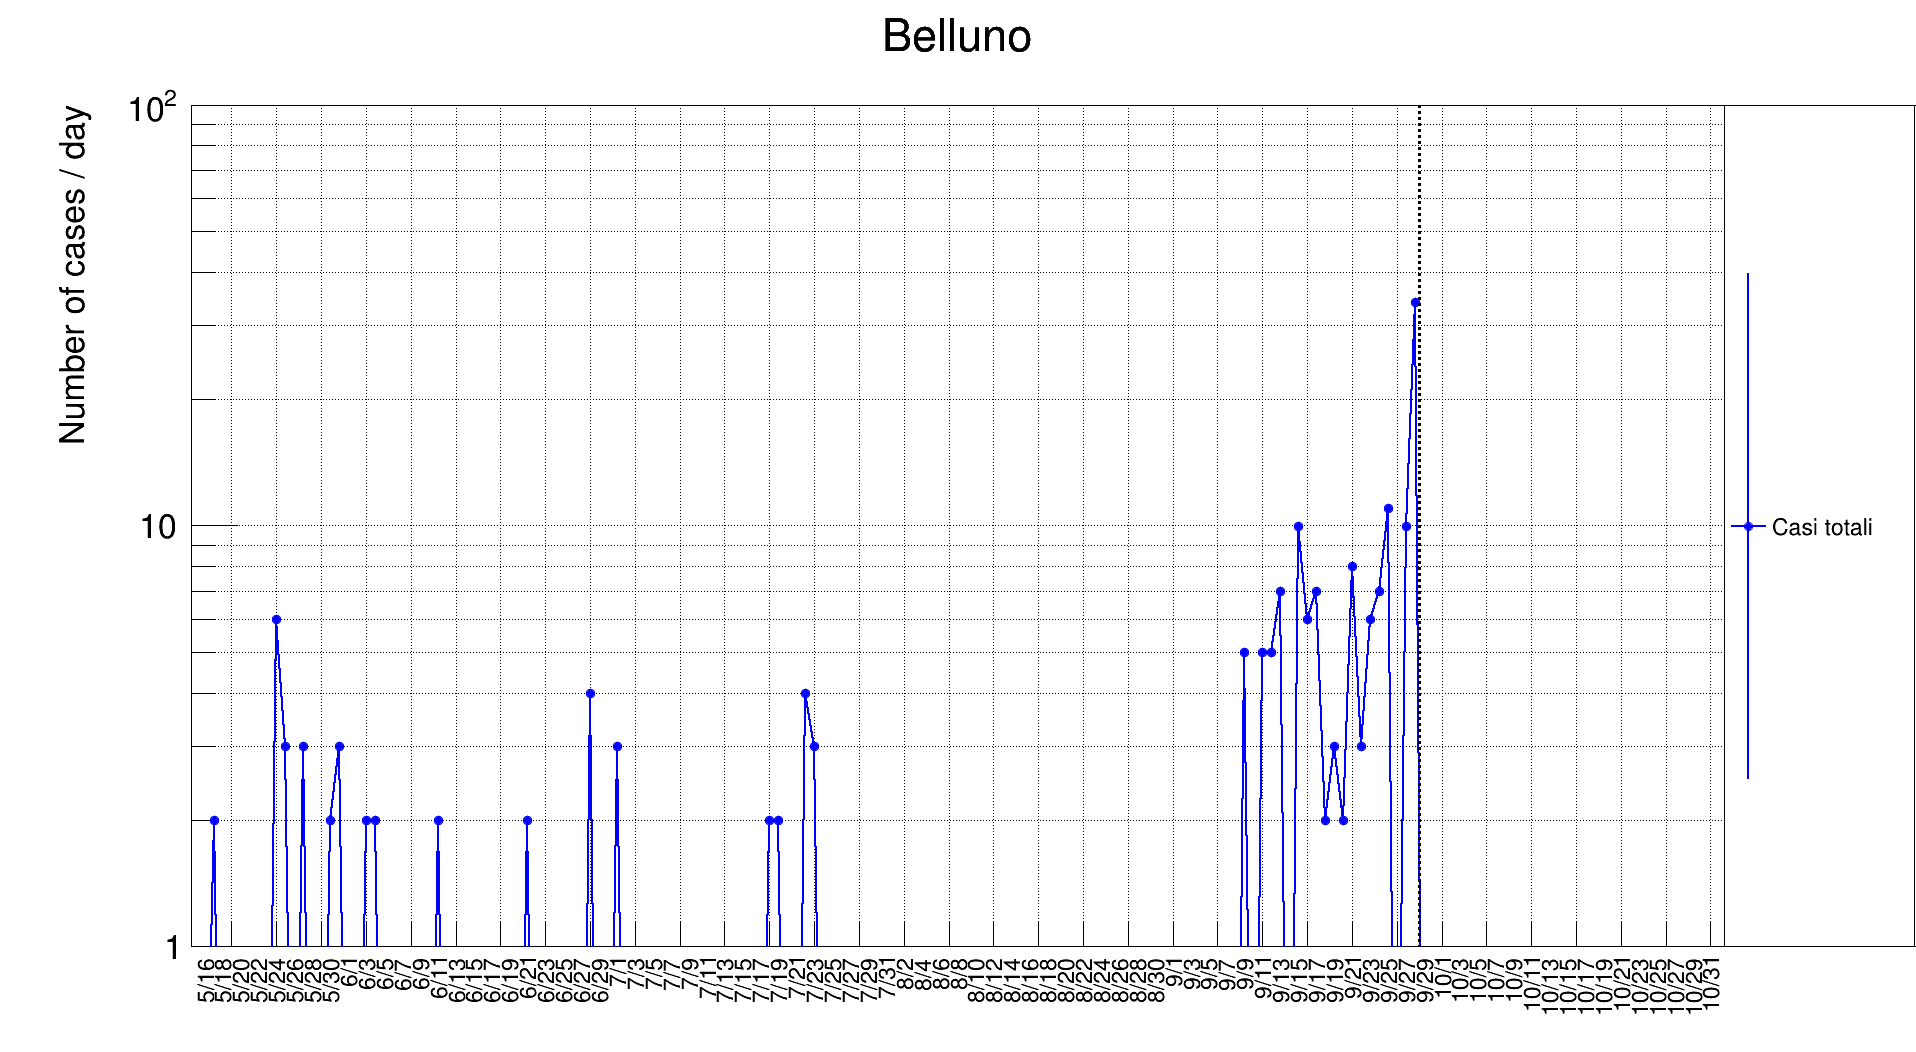 Belluno
Number of cases / day
10²
10
1
5/16 5/18 5/20 5/22 5/24 5/26 5/28 5/30 6/1 6/3 6/5 6/7 6/9 6/11 6/13 6/15 6/17 6/19 6/21 6/23 6/25 6/27 6/29 7/1 7/3 7/5 7/7 7/9 7/11 7/13 7/15 7/17 7/19 7/21 7/23 7/25 7/27 7/29 7/31 8/2 8/4 8/6 8/8 8/10 8/12 8/14 8/16 8/18 8/20 8/22 8/24 8/26 8/28 8/30 9/1 9/3 9/5 9/7 9/9 9/11 9/13 9/15 9/17 9/19 9/21 9/23 9/25 9/27 9/29 10/1 10/3 10/5 10/7 10/9 10/11 10/13 10/15 10/17 10/19 10/21 10/23 10/25 10/27 10/29 10/31
Casi totali